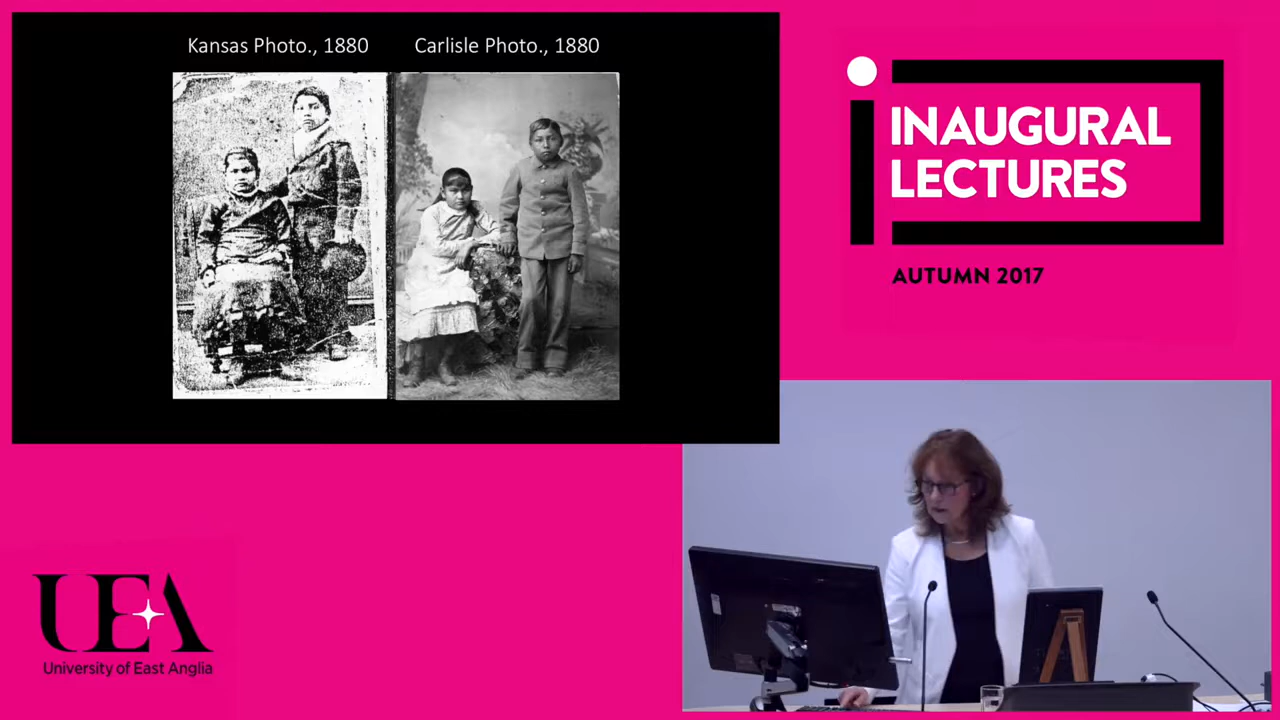 Kansas Photo., 1880
Carlisle Photo., 1880
INAUGURAL
LECTURES
AUTUMN 2017
UEA
University of East Anglia